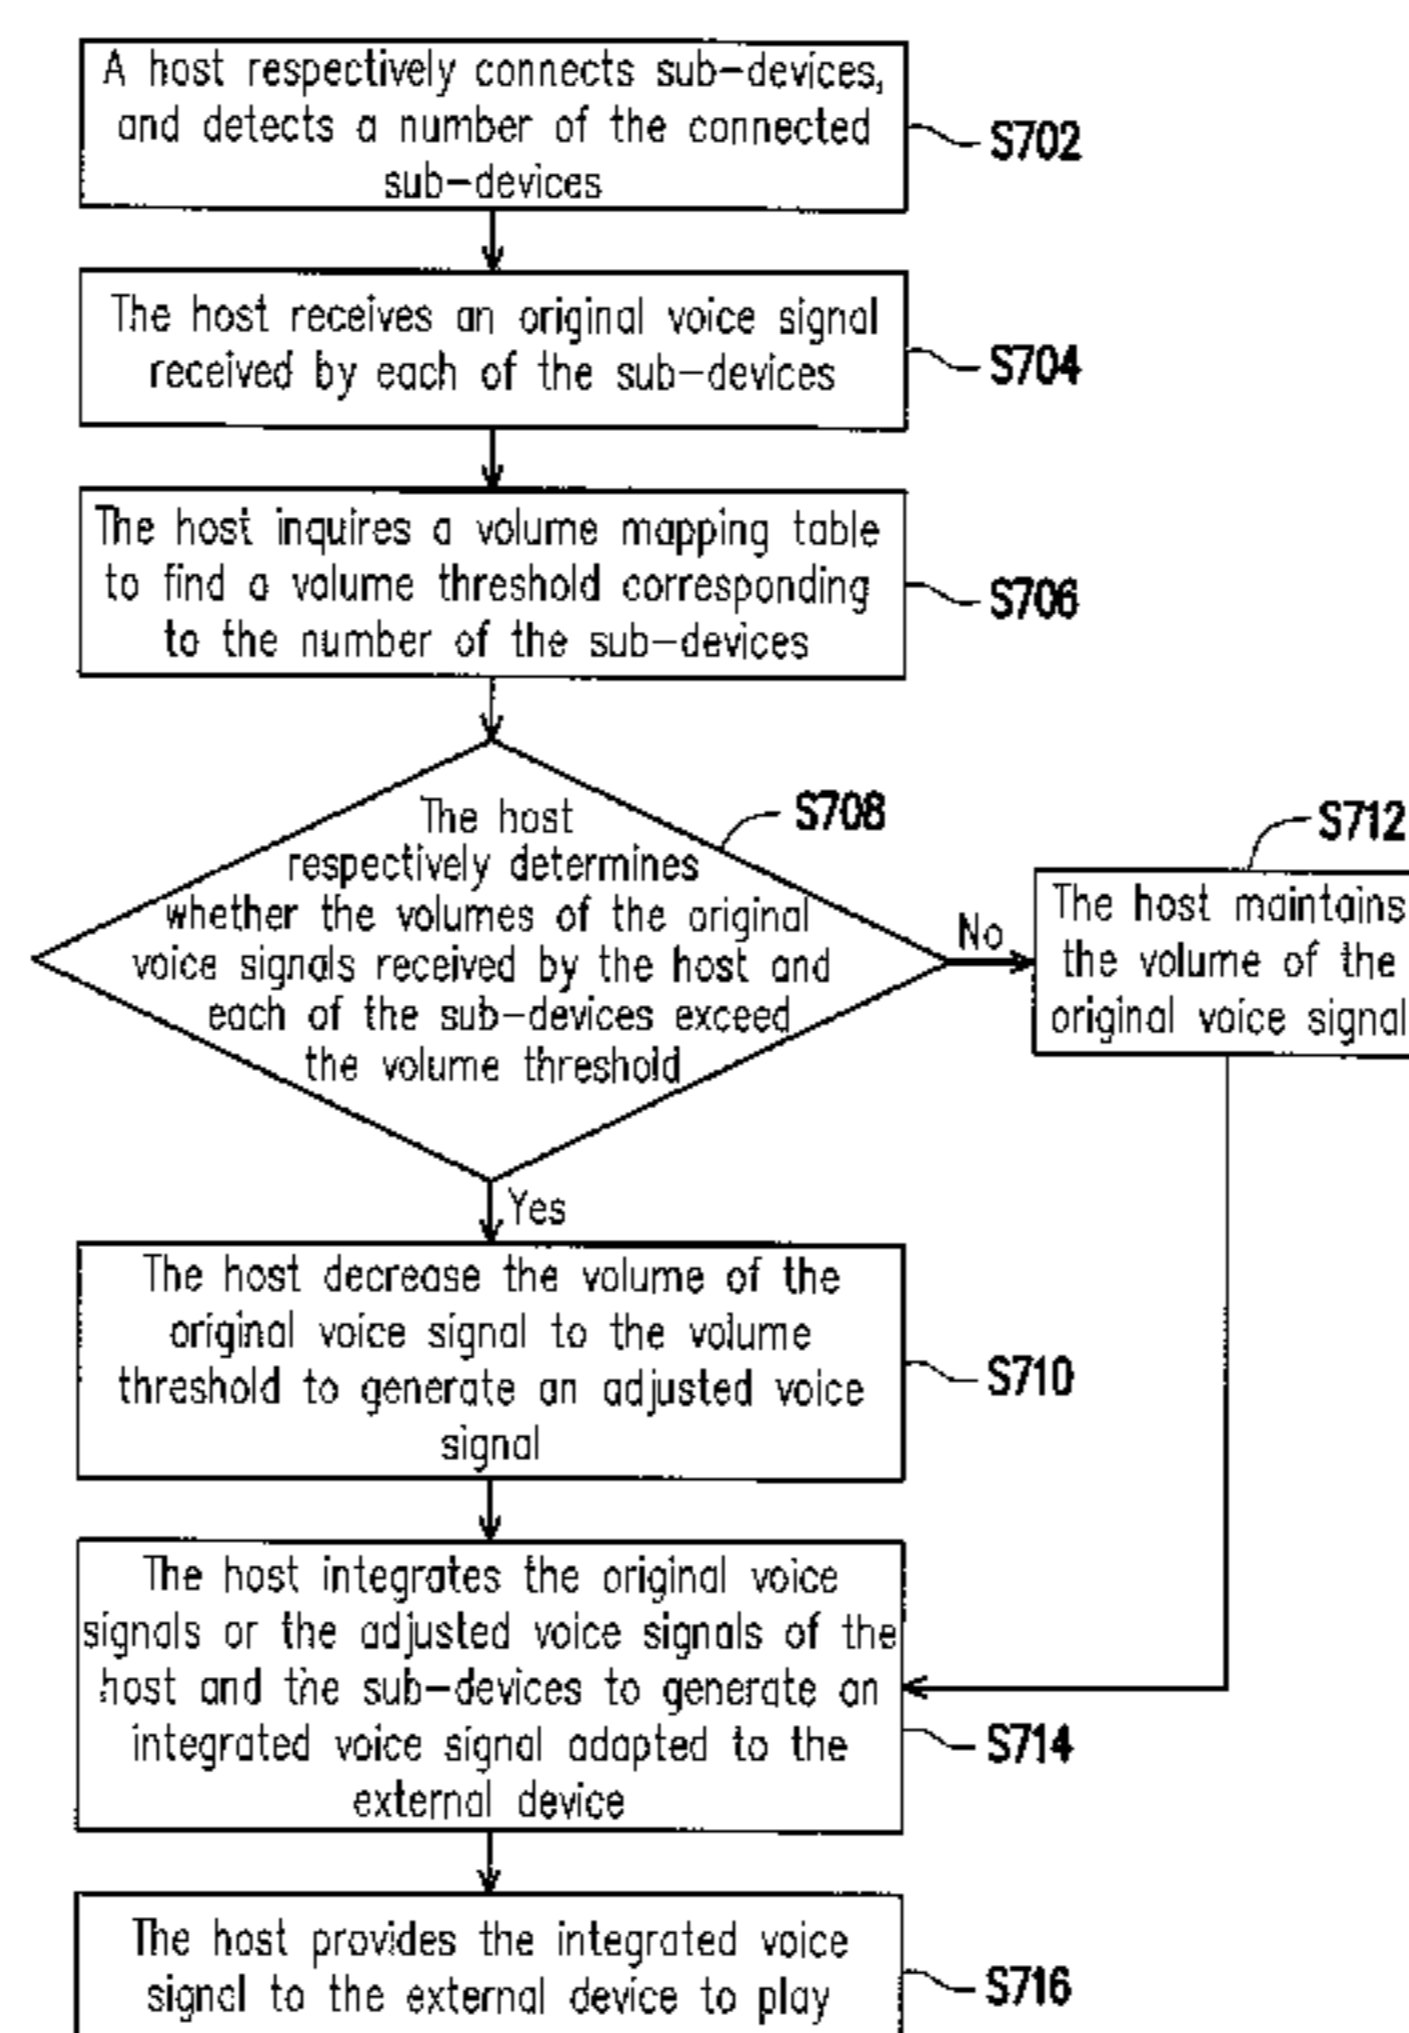 A host respectively connects sub-devices,
and detects a number of the connected
sub-devices
S702
The host receives an original voice signal
received by each of the sub-devices
S704
The host inquires a volume mapping table
to find a volume threshold corresponding
to the number of the sub-devices
S706
The host
respectively determines
whether the volumes of the original
voice signals received by the host and
each of the sub-devices exceed
the volume threshold
S708
No
S712
The host maintains
the volume of the
original voice signal
Yes
The host decrease the volume of the
original voice signal to the volume
threshold to generate an adjusted voice
signal
S710
The host integrates the original voice
signals or the adjusted voice signals of the
host and the sub-devices to generate an
integrated voice signal adapted to the
external device
S714
The host provides the integrated voice
signal to the external device to play
S716